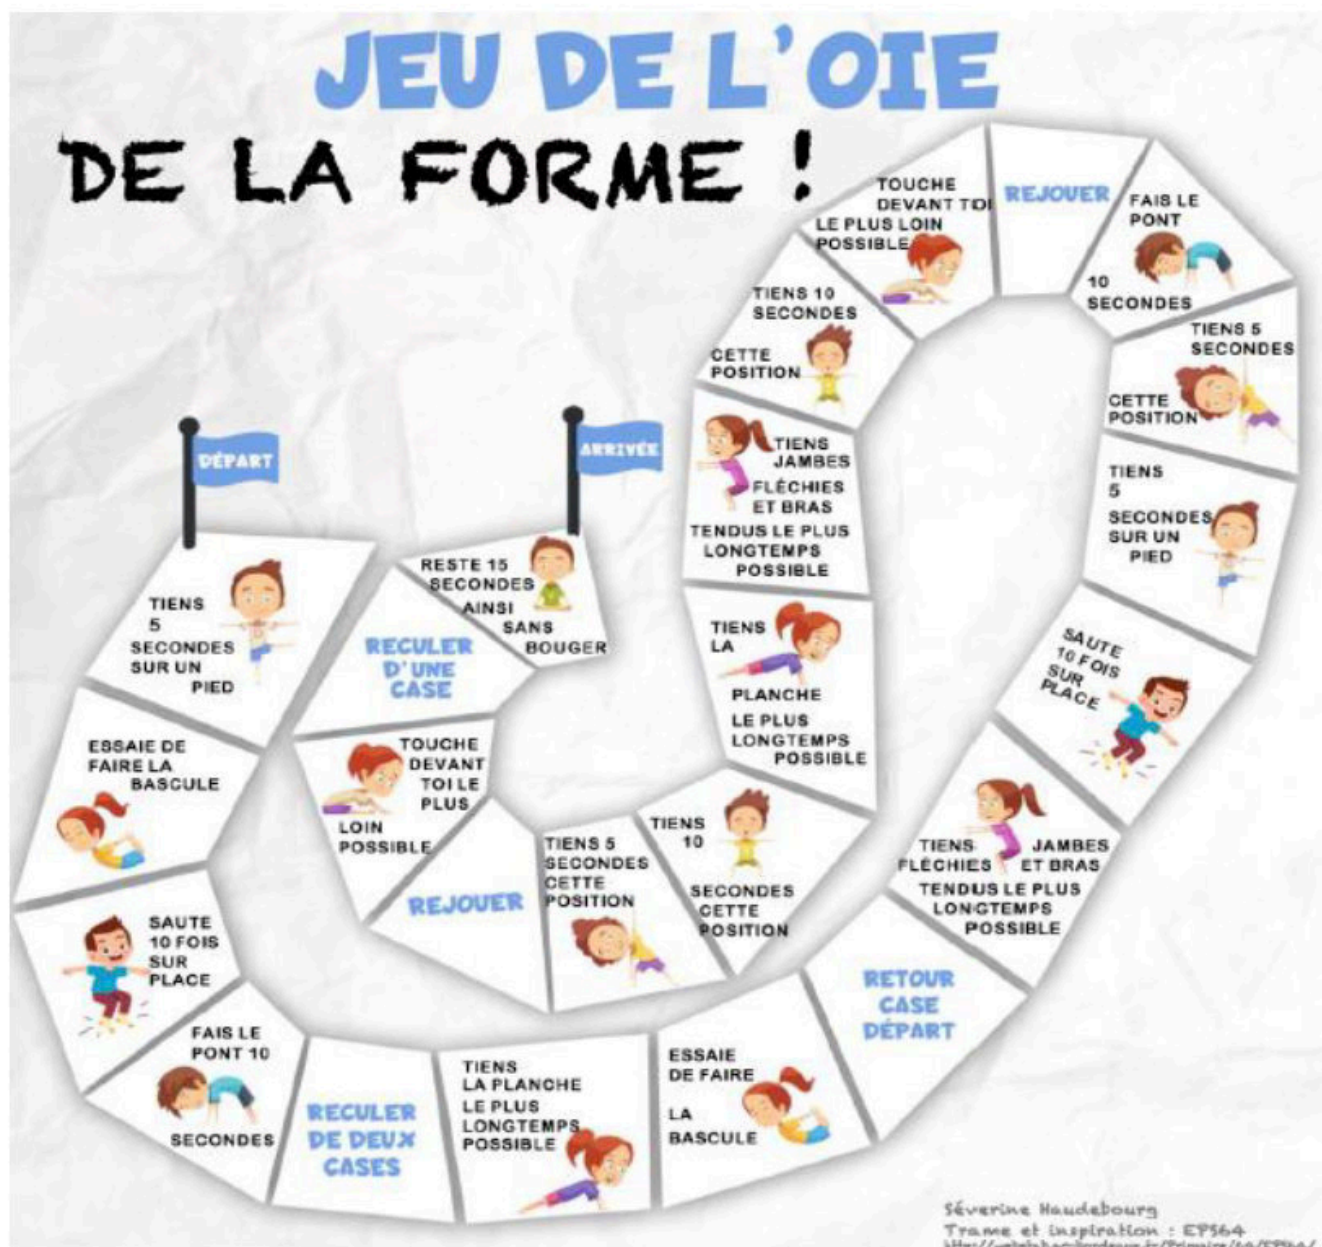 JEU DE L'OIE
DE LA FORME !
DÉPART
TIENS
5
SECONDES
SUR UN
PIED
ESSAIE DE
FAIRE LA
BASCULE
SAUTE
10 FOIS
SUR
PLACE
FAIS LE
PONT 10
SECONDES
RECULER
DE DEUX
CASES
TIENS
LA PLANCHE
LE PLUS
LONGTEMPS
POSSIBLE
ESSAIE
DE FAIRE
LA
BASCULE
RETOUR
CASE
DÉPART
TIENS JAMBES
FLÉCHIES ET BRAS
TENDUS LE PLUS
LONGTEMPS
POSSIBLE
SAUTE
10 FOIS
SUR
PLACE
TIENS
5
SECONDES
SUR UN
PIED
TIENS 5
SECONDES
CETTE
POSITION
FAIS LE
PONT
10
SECONDES
REJOUER
TOUCHE
DEVANT TOI
LE PLUS LOIN
POSSIBLE
TIENS 10
SECONDES
CETTE
POSITION
TIENS
JAMBES
FLÉCHIES
ET BRAS
TENDUS LE PLUS
LONGTEMPS
POSSIBLE
TIENS
LA
PLANCHE
LE PLUS
LONGTEMPS
POSSIBLE
TIENS
10
SECONDES
CETTE
POSITION
TIENS 5
SECONDES
CETTE
POSITION
REJOUER
TOUCHE
DEVANT
TOI LE
PLUS
LOIN
POSSIBLE
RECULER
D'UNE
CASE
RESTE 15
SECONDES
AINSI
SANS
BOUGER
ARRIVÉE
Séverine Haudebourg
Trame et inspiration : EPS64